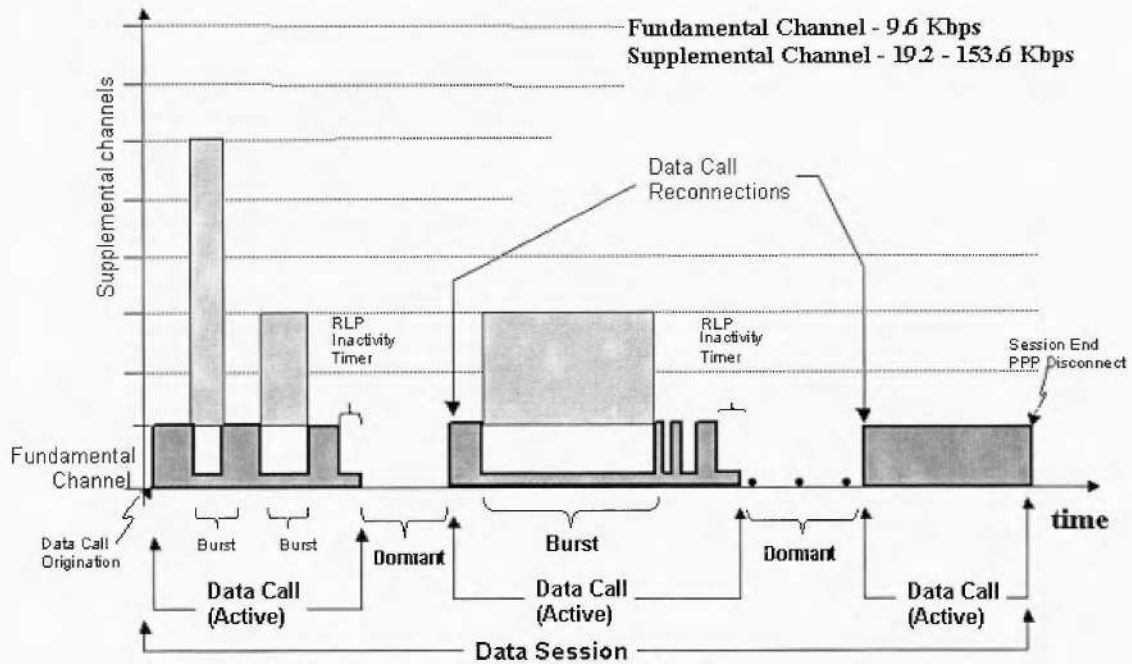 Fundamental Channel - 9.6 Kbps
Supplemental Channel - 19.2 - 153.6 Kbps
Supplemental channels
Data Call
Reconnections
RLP
Inactivity
Timer
RLP
Inactivity
Timer
Session End
PPP Disconnect
Fundamental
Channel
time
Data Call
Origination
Burst
Burst
Dormant
Burst
Dormant
Data Call
(Active)
Data Call
(Active)
Data Call
(Active)
Data Session